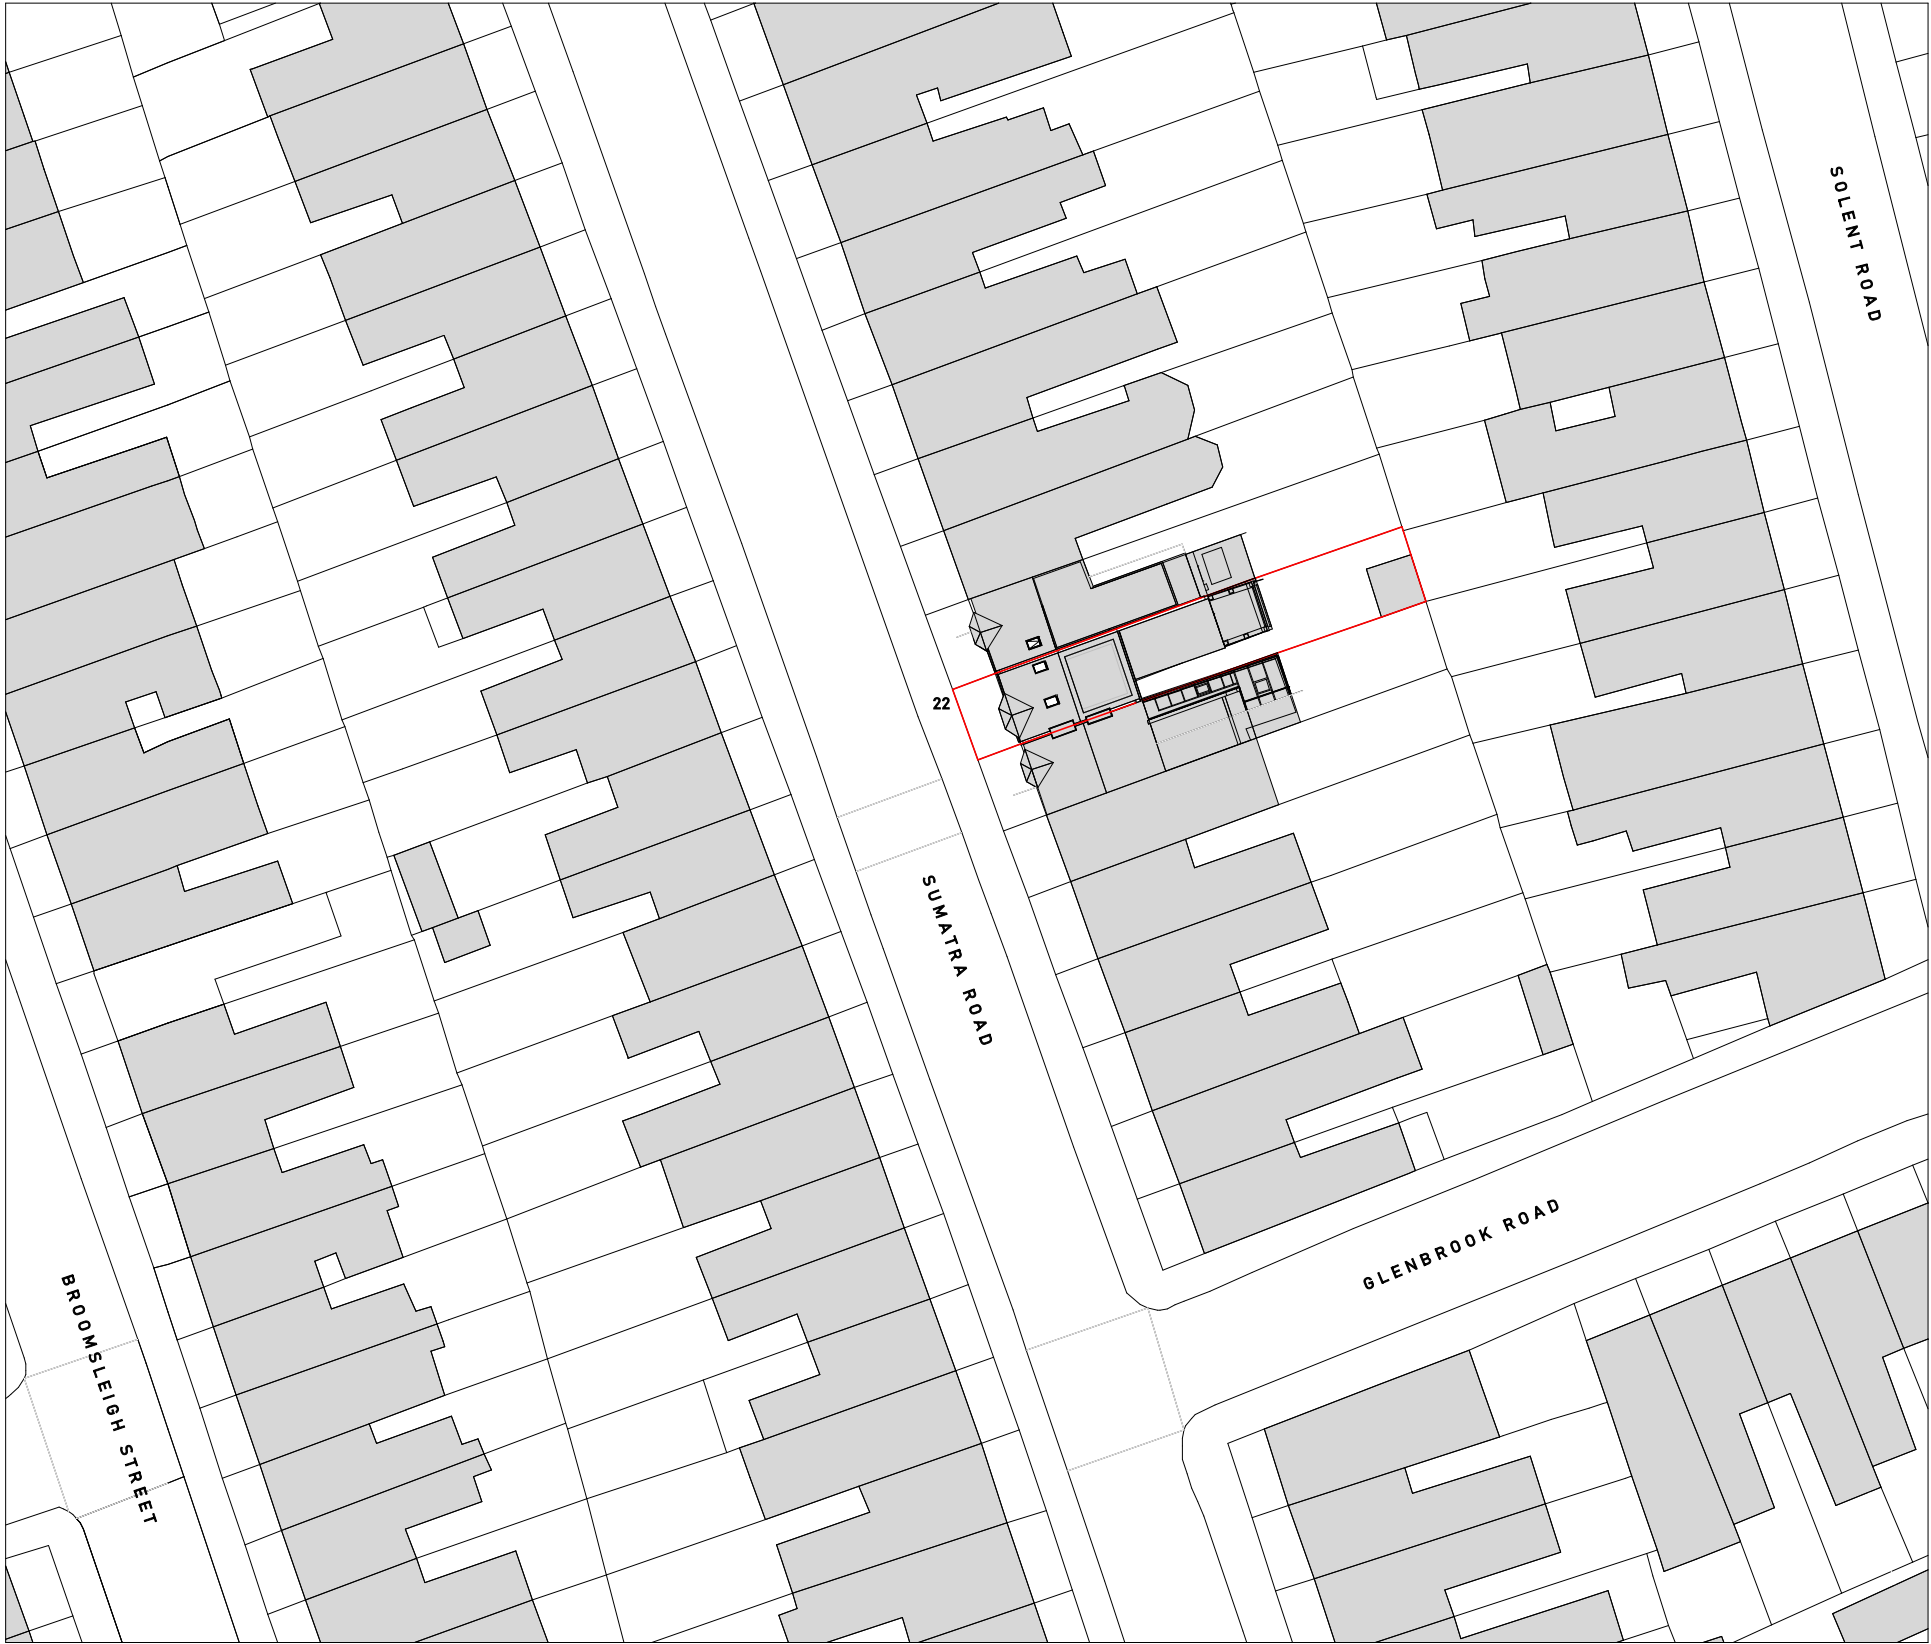 SOLENT ROAD
22
SUMATRA ROAD
GLENBROOK ROAD
BROOMSLEIGH STREET